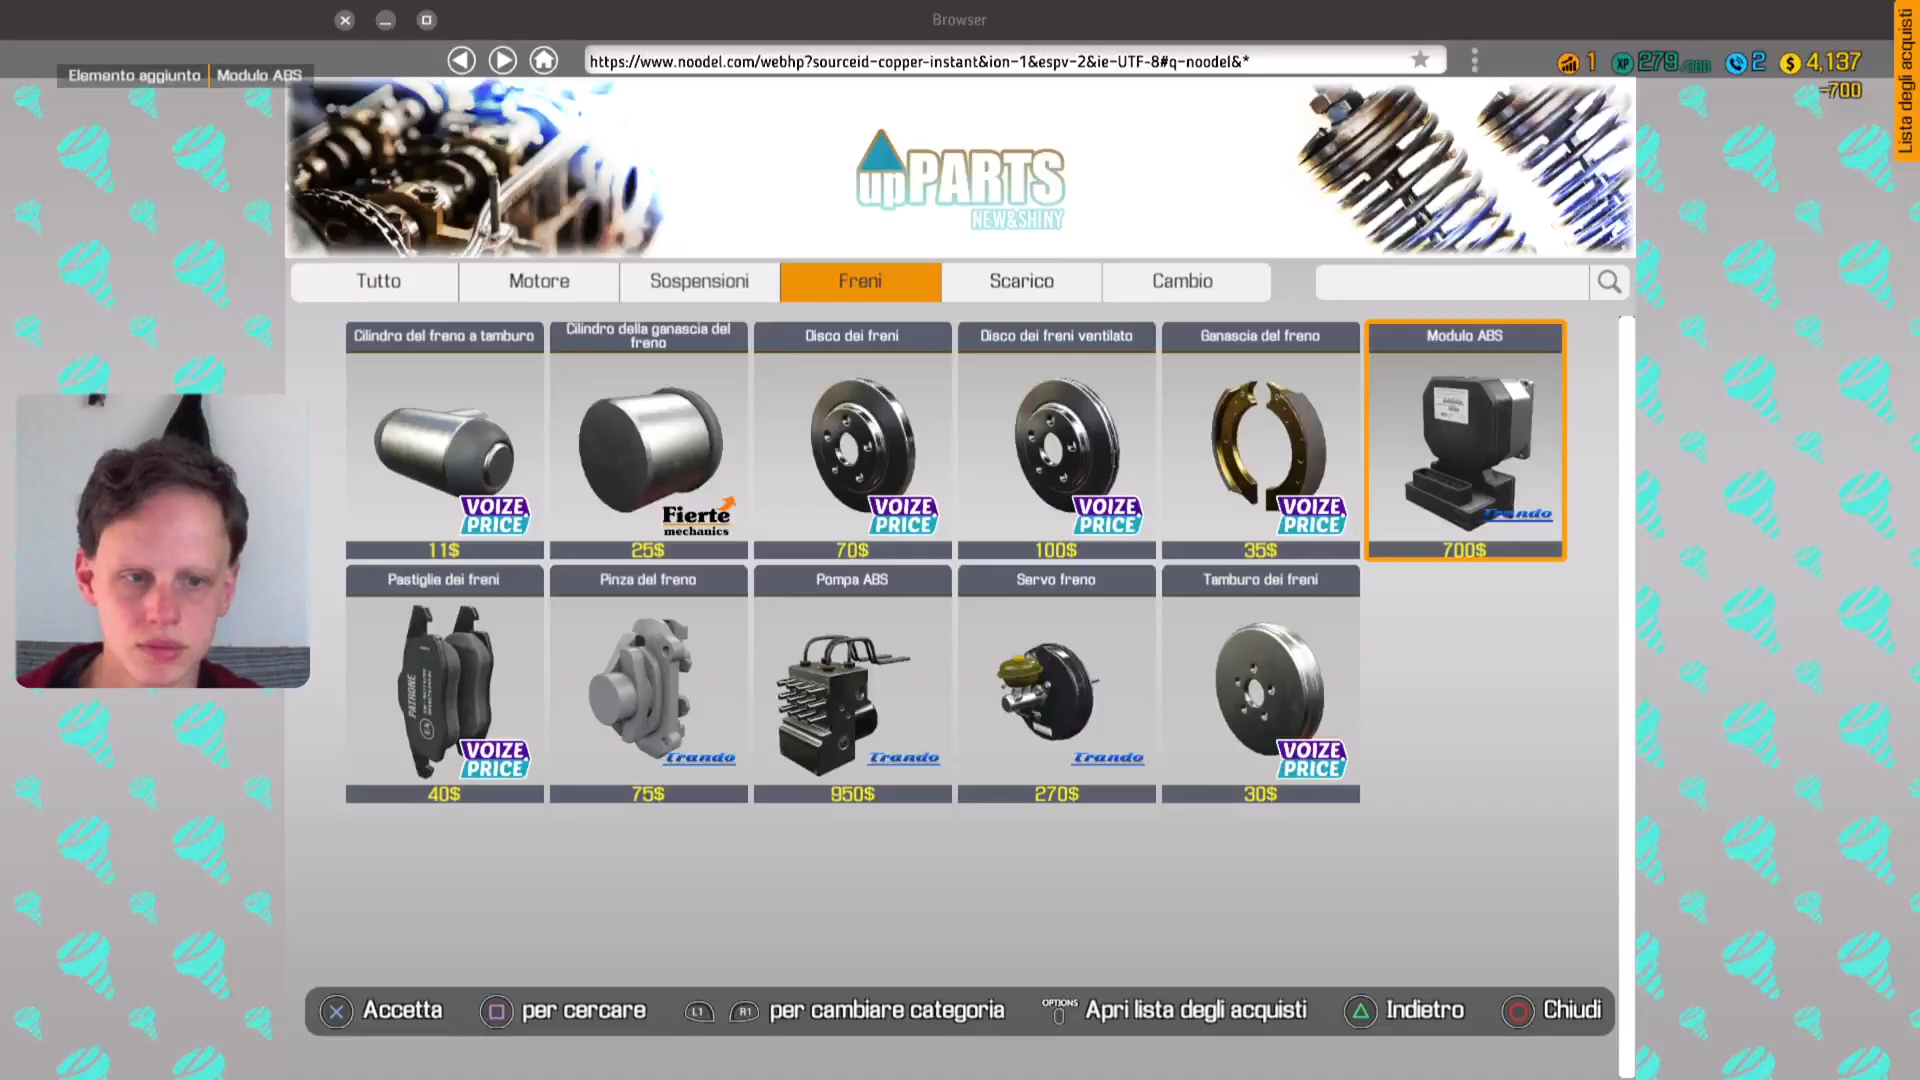 Browser
https://www.noodel.com/webhp?sourceid-copper-instant&ion-1&espv-2&ie-UTF-8#q-noodel&*
Elemento aggiunto Modulo ABS
1 XP 279/300 2 $ 4,137
-700
Lista degli acquisti
upPARTS
NEW&SHINY
Tutto Motore Sospensioni Freni Scarico Cambio
Cilindro del freno a tamburo
VOIZE
PRICE
11$
Cilindro della ganascia del
freno
Fierte
mechanics
25$
Disco dei freni
VOIZE
PRICE
70$
Disco dei freni ventilato
VOIZE
PRICE
100$
Ganascia del freno
VOIZE
PRICE
35$
Modulo ABS
Trando
700$
Pastiglie dei freni
PATRONE
VOIZE
PRICE
40$
Pinza del freno
Trando
75$
Pompa ABS
Trando
950$
Servo freno
Trando
270$
Tamburo dei freni
VOIZE
PRICE
30$
Accetta per cercare L1 R1 per cambiare categoria OPTIONS Apri lista degli acquisti Indietro Chiudi